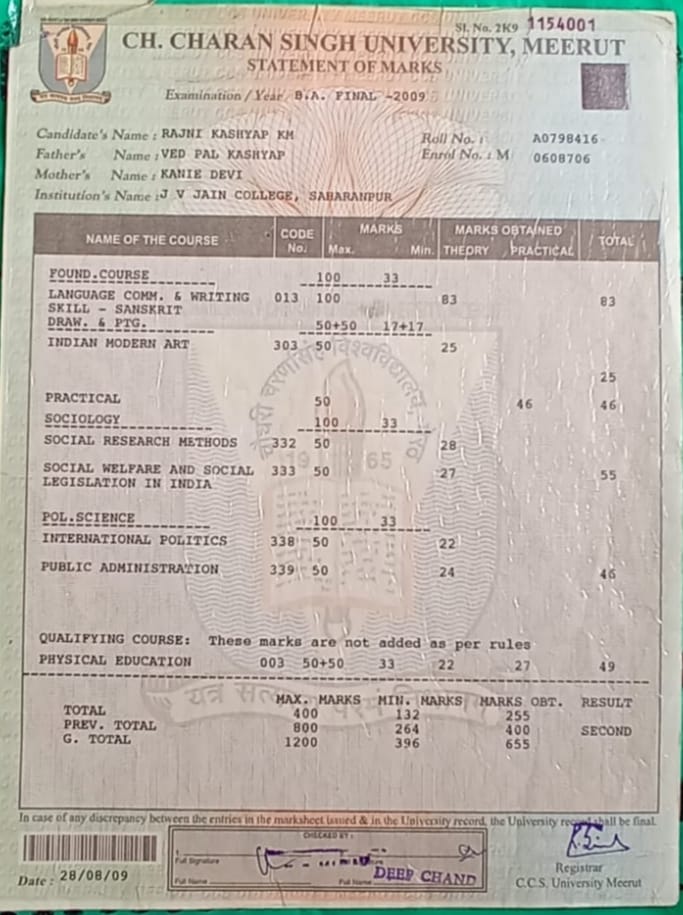 Sl. No. 2K9 1154001
CH. CHARAN SINGH UNIVERSITY, MEERUT
STATEMENT OF MARKS
Examination / Year B.A. FINAL -2009
Candidate's Name : RAJNI KASHYAP KM Roll No. : A0798416
Father's Name : VED PAL KASHYAP Enrol No. : M 0608706
Mother's Name : KANIE DEVI
Institution's Name : J V JAIN COLLEGE, SAHARANPUR
NAME OF THE COURSE CODE No. MARKS Max. Min. MARKS OBTAINED THEORY PRACTICAL TOTAL
FOUND.COURSE 100 33
LANGUAGE COMM. & WRITING 013 100 83 83
SKILL - SANSKRIT
DRAW. & PTG. 50+50 17+17
INDIAN MODERN ART 303 50 25
25
PRACTICAL 50 46 46
SOCIOLOGY 100 33
SOCIAL RESEARCH METHODS 332 50 28
SOCIAL WELFARE AND SOCIAL 333 50 27 55
LEGISLATION IN INDIA
POL.SCIENCE 100 33
INTERNATIONAL POLITICS 338 50 22
PUBLIC ADMINISTRATION 339 50 24 46
QUALIFYING COURSE: These marks are not added as per rules
PHYSICAL EDUCATION 003 50+50 33 22 27 49
MAX. MARKS MIN. MARKS MARKS OBT. RESULT
TOTAL 400 132 255
PREV. TOTAL 800 264 400 SECOND
G. TOTAL 1200 396 655
In case of any discrepancy between the entries in the marksheet issued & in the University record, the University record shall be final.
CHECKED BY :
Full Signature
Full Name Full Name DEEP CHAND
Date : 28/08/09
Registrar
C.C.S. University Meerut